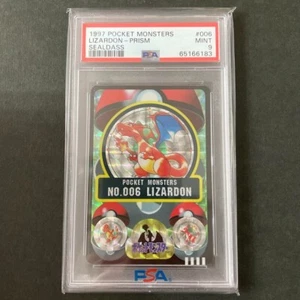 1997 POCKET MONSTERS #006
LIZARDON-PRISM MINT
SEALDASS 9
PSA 65166183
POCKET MONSTERS
NO.006 LIZARDON
PSA